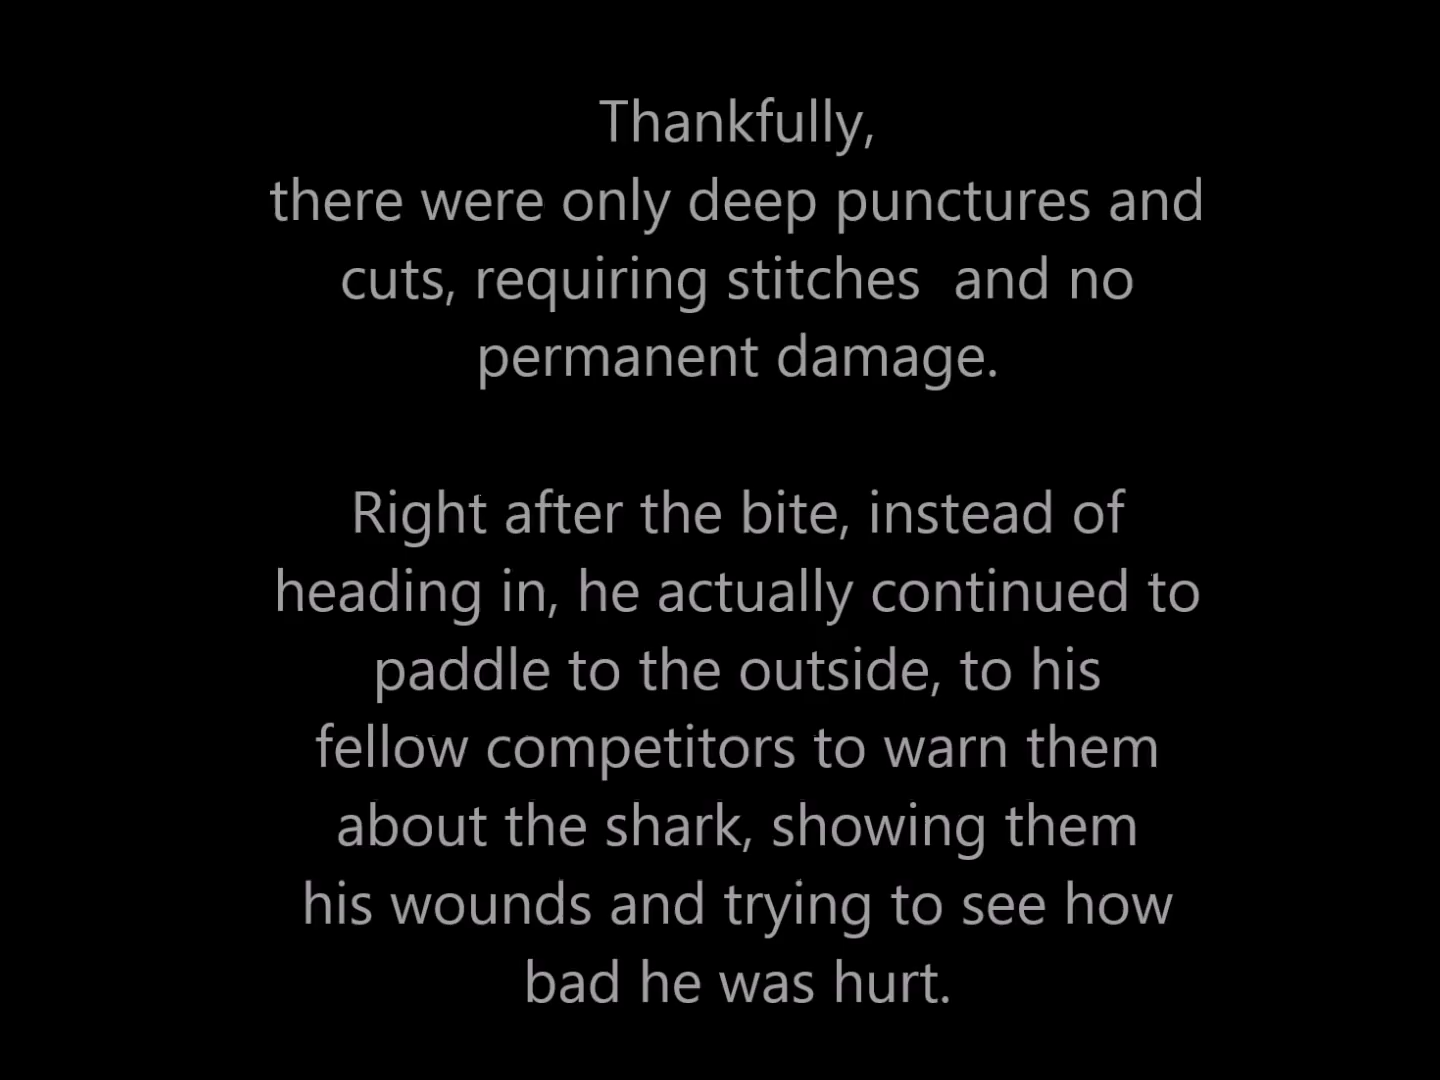 Thankfully,
there were only deep punctures and
cuts, requiring stitches  and no
permanent damage.
Right after the bite, instead of
heading in, he actually continued to
paddle to the outside, to his
fellow competitors to warn them
about the shark, showing them
his wounds and trying to see how
bad he was hurt.